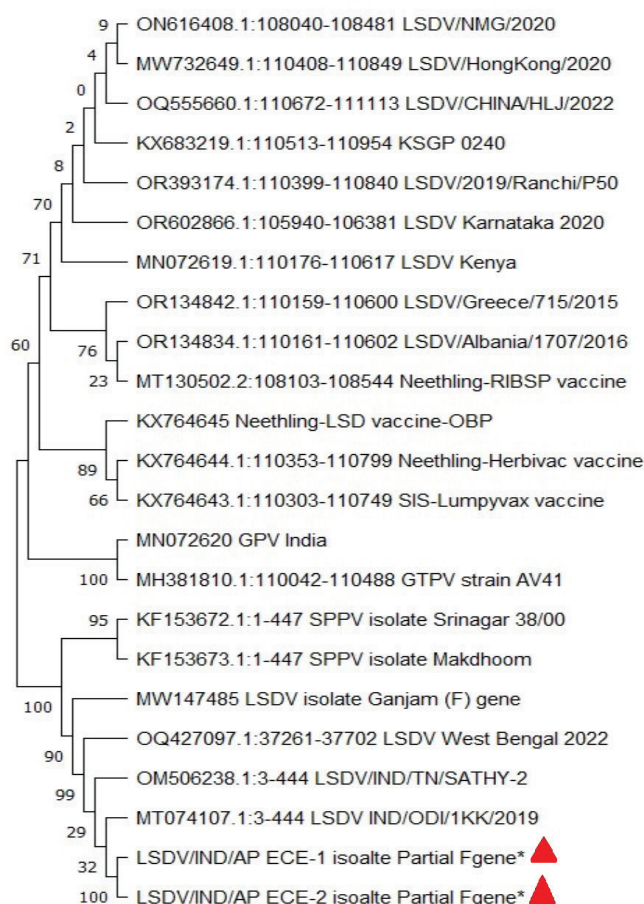 9
ON616408.1:108040-108481 LSDV/NMG/2020
4
MW732649.1:110408-110849 LSDV/HongKong/2020
0
OQ555660.1:110672-111113 LSDV/CHINA/HLJ/2022
2
KX683219.1:110513-110954 KSGP 0240
8
OR393174.1:110399-110840 LSDV/2019/Ranchi/P50
70
OR602866.1:105940-106381 LSDV Karnataka 2020
71
MN072619.1:110176-110617 LSDV Kenya
OR134842.1:110159-110600 LSDV/Greece/715/2015
60
76
OR134834.1:110161-110602 LSDV/Albania/1707/2016
23
MT130502.2:108103-108544 Neethling-RIBSP vaccine
KX764645 Neethling-LSD vaccine-OBP
89
KX764644.1:110353-110799 Neethling-Herbivac vaccine
66
KX764643.1:110303-110749 SIS-Lumpyvax vaccine
MN072620 GPV India
100
MH381810.1:110042-110488 GTPV strain AV41
95
KF153672.1:1-447 SPPV isolate Srinagar 38/00
KF153673.1:1-447 SPPV isolate Makdhoom
100
MW147485 LSDV isolate Ganjam (F) gene
90
OQ427097.1:37261-37702 LSDV West Bengal 2022
99
OM506238.1:3-444 LSDV/IND/TN/SATHY-2
29
MT074107.1:3-444 LSDV IND/ODI/1KK/2019
32
LSDV/IND/AP ECE-1 isoalte Partial Fgene*
100
LSDV/IND/AP ECE-2 isoalte Partial Fgene*